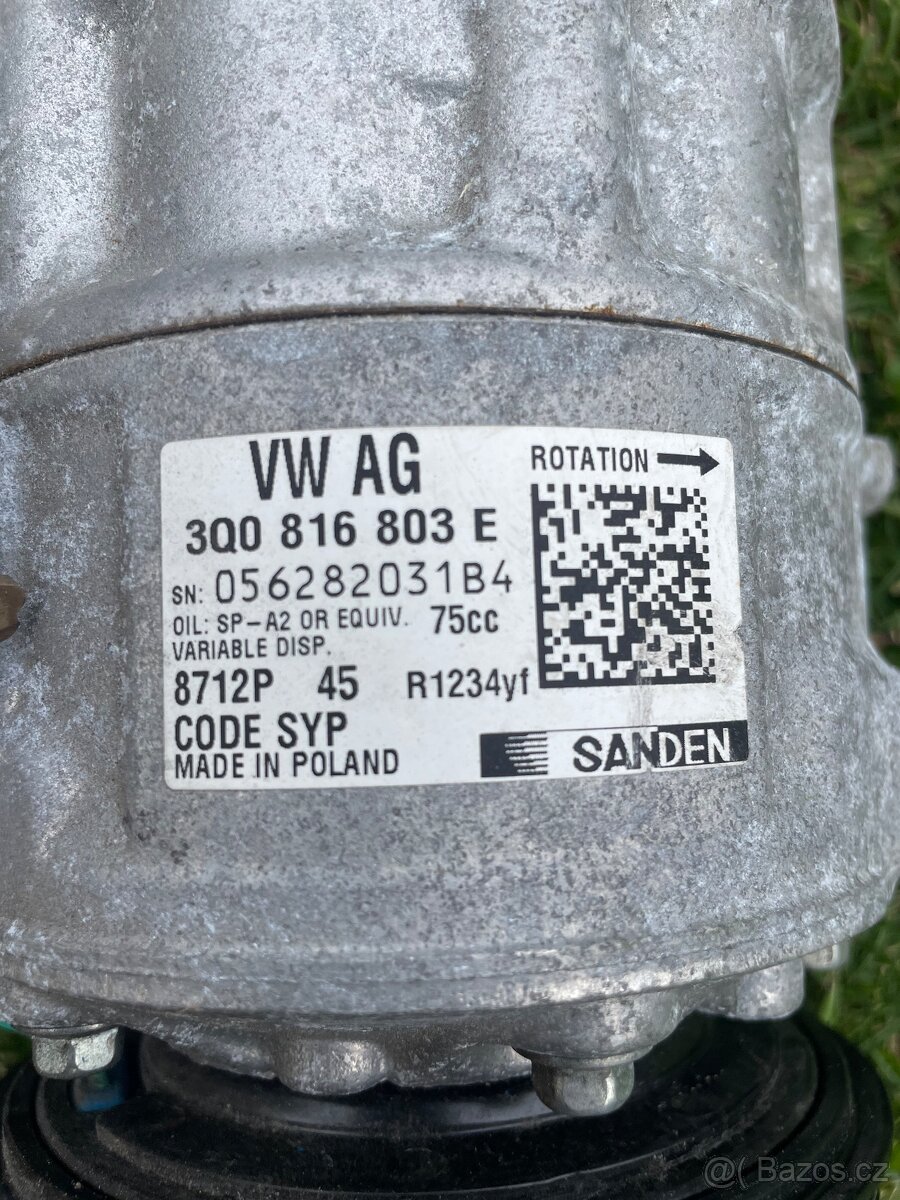 VW AG
ROTATION
3Q0 816 803 E
SN: 056282031B4
OIL: SP-A2 OR EQUIV. 75cc
VARIABLE DISP.
8712P 45 R1234yf
CODE SYP
MADE IN POLAND
SANDEN
@( Bazos.cz